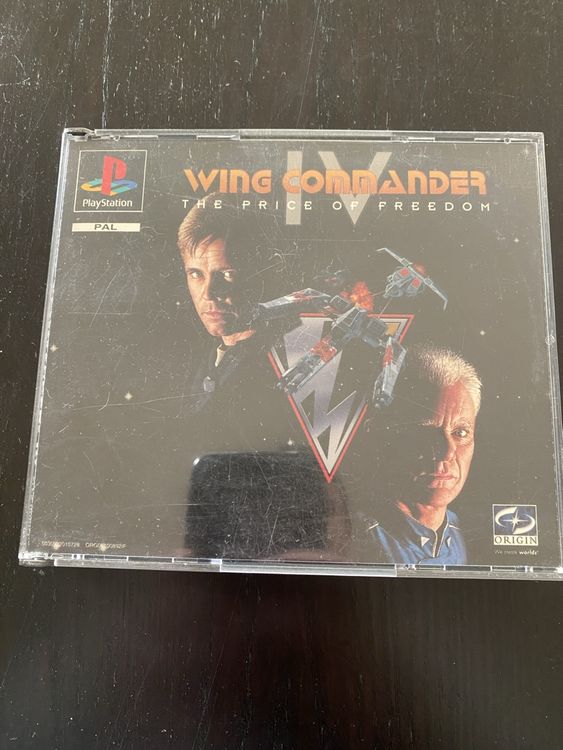 PlayStation
PAL
IV
WING COMMANDER
THE PRICE OF FREEDOM
ORIGIN
We create worlds